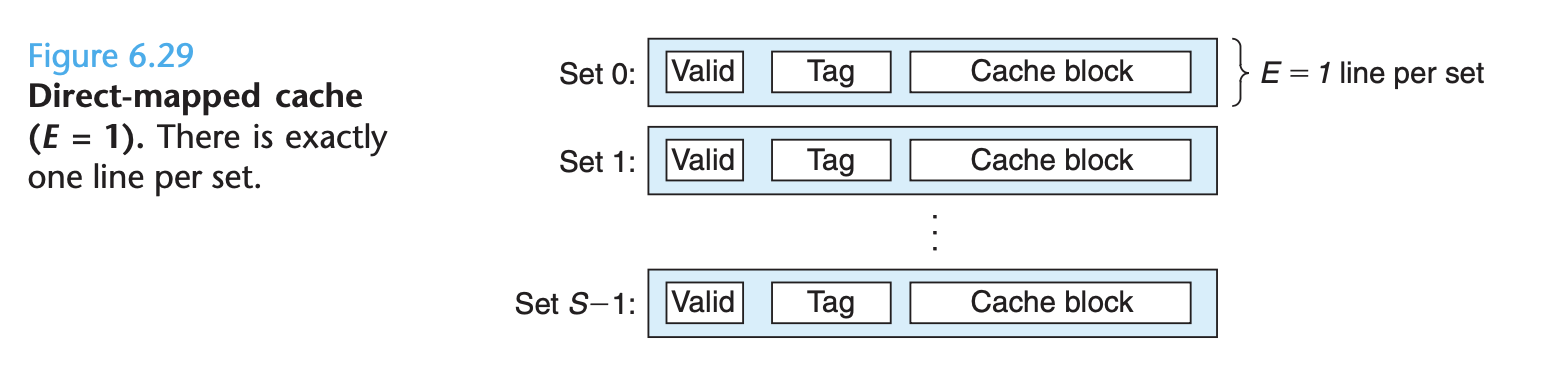 Figure 6.29
Direct-mapped cache
(E = 1). There is exactly
one line per set.
Set 0: Valid Tag Cache block E = 1 line per set
Set 1: Valid Tag Cache block
⋮
Set S−1: Valid Tag Cache block